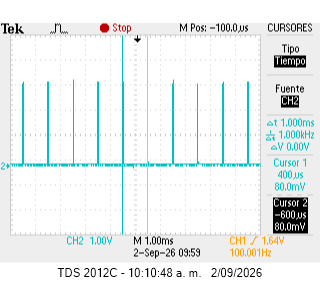 Tek Stop M Pos: -100.0µs CURSORES
Tipo
Tiempo
Fuente
CH2
Δt 1.000ms
1/Δt 1.000kHz
ΔV 0.00V
2
Cursor 1
400µs
80.0mV
Cursor 2
-600µs
80.0mV
CH2 1.00V M 1.00ms CH1 / 1.64V
2-Sep-26 09:59 100.001Hz
TDS 2012C - 10:10:48 a. m. 2/09/2026